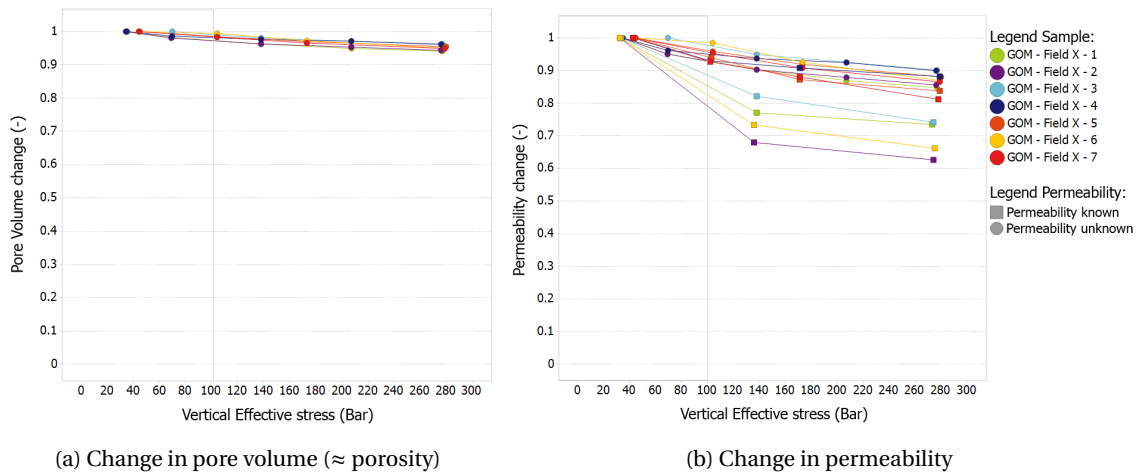 1
0.9
0.8
0.7
0.6
0.5
0.4
0.3
0.2
0.1
0
Pore Volume change (-)
0 20 40 60 80 100 120 140 160 180 200 220 240 260 280 300
Vertical Effective stress (Bar)
(a) Change in pore volume (≈ porosity)
1
0.9
0.8
0.7
0.6
0.5
0.4
0.3
0.2
0.1
0
Permeability change (-)
0 20 40 60 80 100 120 140 160 180 200 220 240 260 280 300
Vertical Effective stress (Bar)
(b) Change in permeability
Legend Sample:
GOM - Field X - 1
GOM - Field X - 2
GOM - Field X - 3
GOM - Field X - 4
GOM - Field X - 5
GOM - Field X - 6
GOM - Field X - 7
Legend Permeability:
Permeability known
Permeability unknown